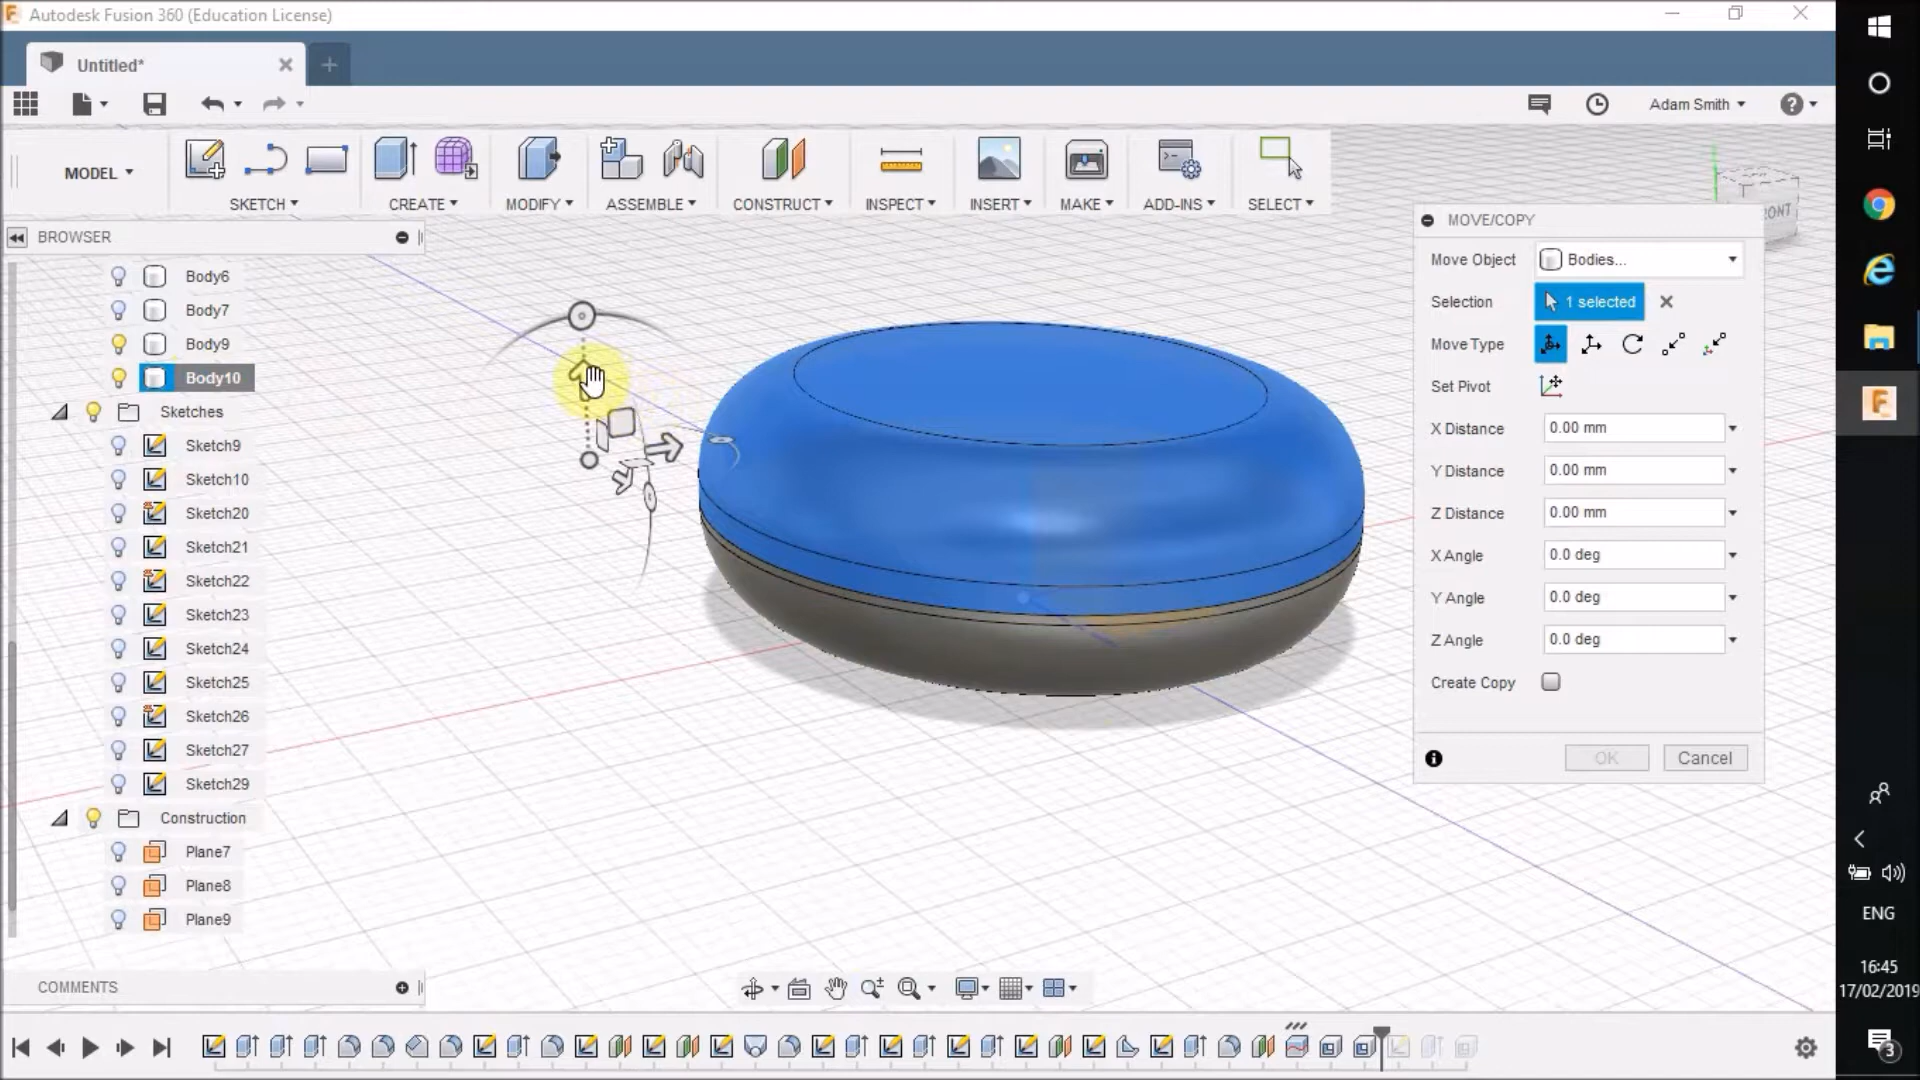 Autodesk Fusion 360 (Education License)
Untitled*
Adam Smith
MODEL
SKETCH
CREATE
MODIFY
ASSEMBLE
CONSTRUCT
INSPECT
INSERT
MAKE
ADD-INS
SELECT
BROWSER
Body6
Body7
Body9
Body10
Sketches
Sketch9
Sketch10
Sketch20
Sketch21
Sketch22
Sketch23
Sketch24
Sketch25
Sketch26
Sketch27
Sketch29
Construction
Plane7
Plane8
Plane9
COMMENTS
MOVE/COPY
Move Object Bodies...
Selection 1 selected
Move Type
Set Pivot
X Distance 0.00 mm
Y Distance 0.00 mm
Z Distance 0.00 mm
X Angle 0.0 deg
Y Angle 0.0 deg
Z Angle 0.0 deg
Create Copy
OK Cancel
ENG
16:45
17/02/2019
3